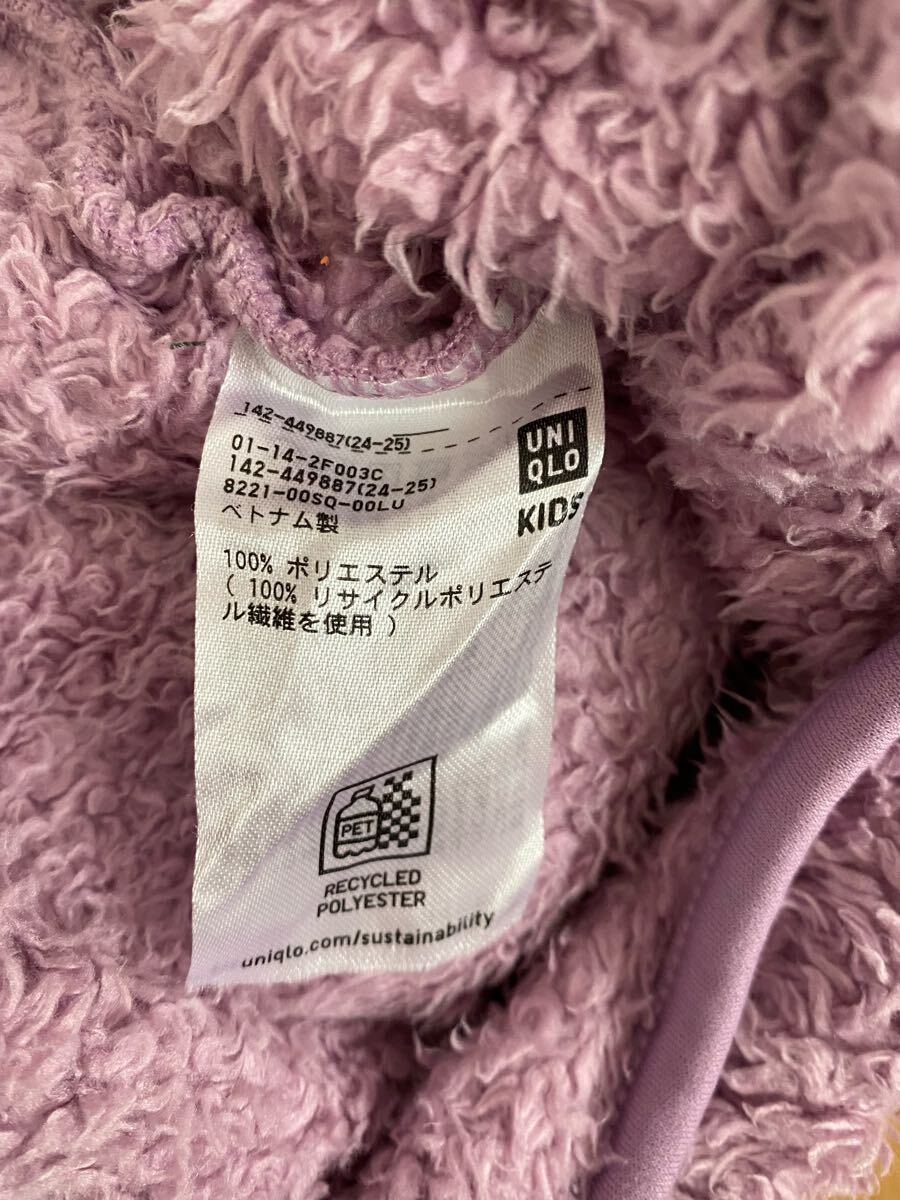 142-449887(24-25)
01-14-2F003C
142-449887(24-25)
8221-00SQ-00LU
ベトナム製
UNI
QLO
KIDS
100% ポリエステル
( 100% リサイクルポリエステ
ル繊維を使用 )
PET
RECYCLED
POLYESTER
uniqlo.com/sustainability